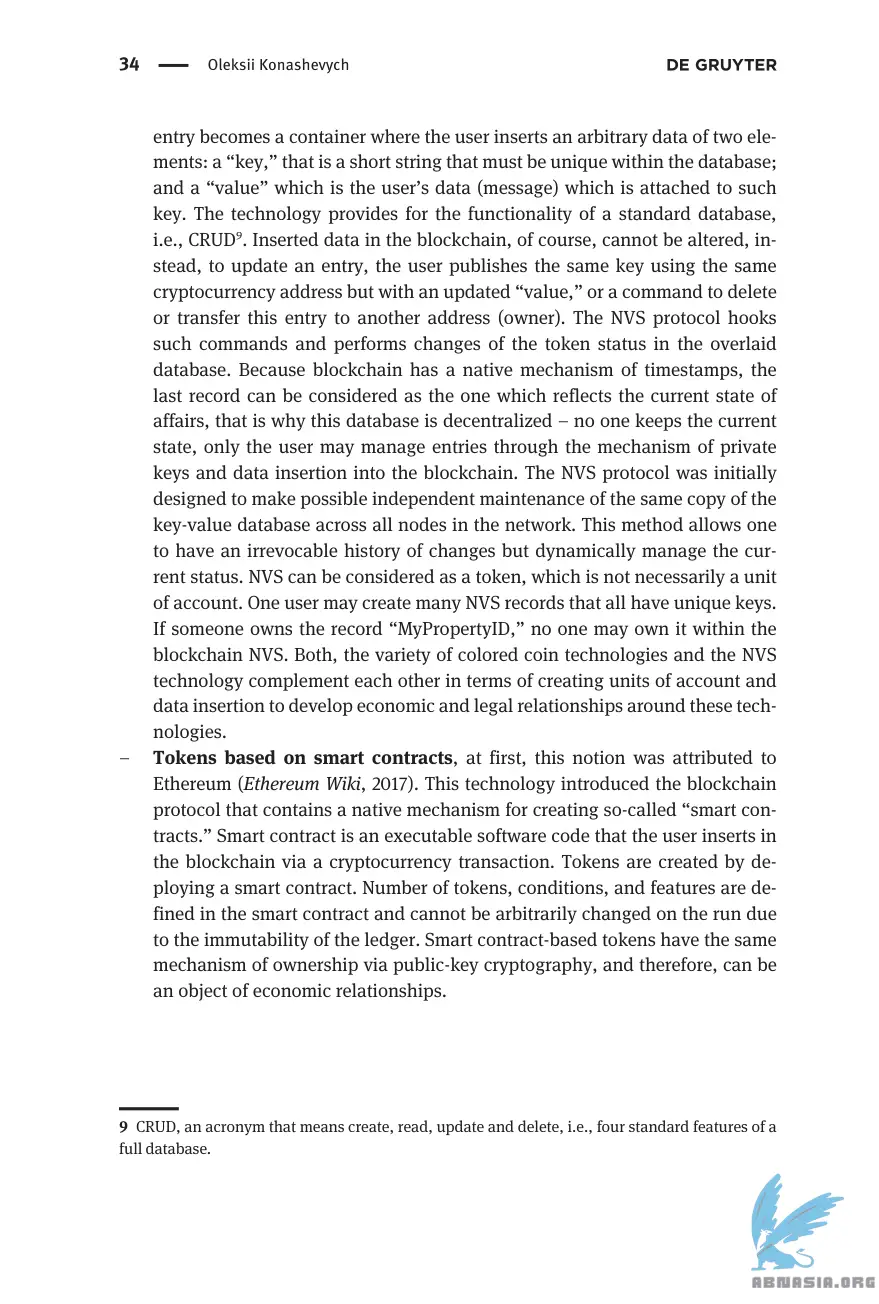 34 — Oleksii Konashevych DE GRUYTER
entry becomes a container where the user inserts an arbitrary data of two ele-
ments: a “key,” that is a short string that must be unique within the database;
and a “value” which is the user’s data (message) which is attached to such
key. The technology provides for the functionality of a standard database,
i.e., CRUD⁹. Inserted data in the blockchain, of course, cannot be altered, in-
stead, to update an entry, the user publishes the same key using the same
cryptocurrency address but with an updated “value,” or a command to delete
or transfer this entry to another address (owner). The NVS protocol hooks
such commands and performs changes of the token status in the overlaid
database. Because blockchain has a native mechanism of timestamps, the
last record can be considered as the one which reflects the current state of
affairs, that is why this database is decentralized – no one keeps the current
state, only the user may manage entries through the mechanism of private
keys and data insertion into the blockchain. The NVS protocol was initially
designed to make possible independent maintenance of the same copy of the
key-value database across all nodes in the network. This method allows one
to have an irrevocable history of changes but dynamically manage the cur-
rent status. NVS can be considered as a token, which is not necessarily a unit
of account. One user may create many NVS records that all have unique keys.
If someone owns the record “MyPropertyID,” no one may own it within the
blockchain NVS. Both, the variety of colored coin technologies and the NVS
technology complement each other in terms of creating units of account and
data insertion to develop economic and legal relationships around these tech-
nologies.
– Tokens based on smart contracts, at first, this notion was attributed to
Ethereum (Ethereum Wiki, 2017). This technology introduced the blockchain
protocol that contains a native mechanism for creating so-called “smart con-
tracts.” Smart contract is an executable software code that the user inserts in
the blockchain via a cryptocurrency transaction. Tokens are created by de-
ploying a smart contract. Number of tokens, conditions, and features are de-
fined in the smart contract and cannot be arbitrarily changed on the run due
to the immutability of the ledger. Smart contract-based tokens have the same
mechanism of ownership via public-key cryptography, and therefore, can be
an object of economic relationships.
9 CRUD, an acronym that means create, read, update and delete, i.e., four standard features of a
full database.
ABNASIA.ORG